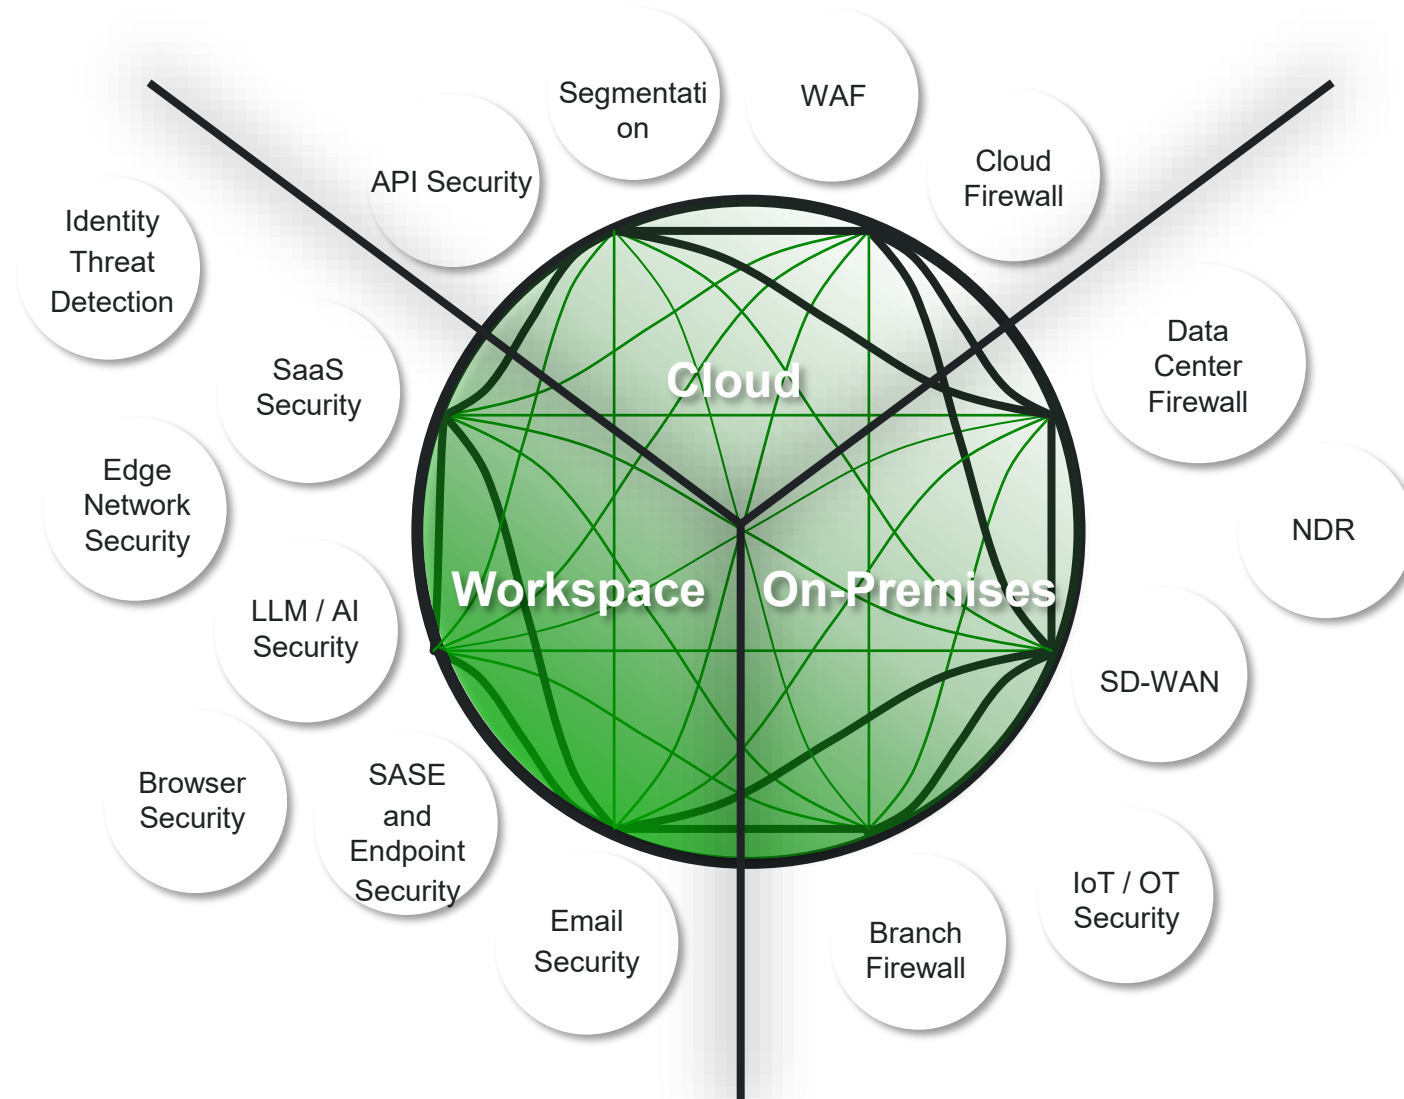 Segmentati
on
WAF
API Security
Cloud
Firewall
Identity
Threat
Detection
SaaS
Security
Cloud
Data
Center
Firewall
Edge
Network
Security
NDR
LLM / AI
Security
Workspace
On-Premises
SD-WAN
Browser
Security
SASE
and
Endpoint
Security
Email
Security
Branch
Firewall
IoT / OT
Security